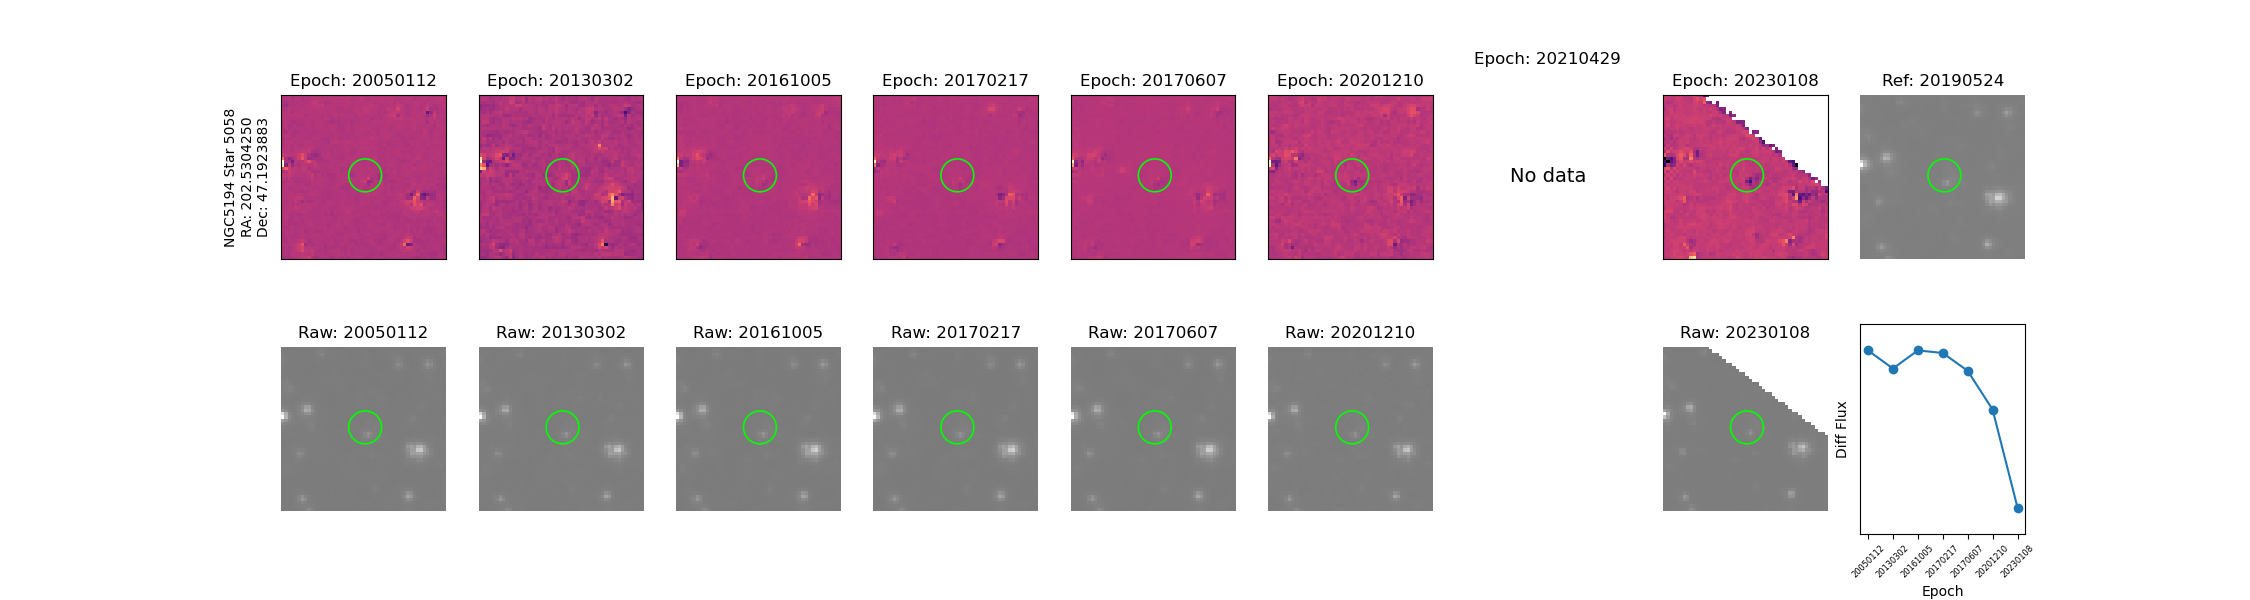 NGC5194 Star 5058
RA: 202.5304250
Dec: 47.1923883
Epoch: 20050112
Epoch: 20130302
Epoch: 20161005
Epoch: 20170217
Epoch: 20170607
Epoch: 20201210
Epoch: 20210429
No data
Epoch: 20230108
Ref: 20190524
Raw: 20050112
Raw: 20130302
Raw: 20161005
Raw: 20170217
Raw: 20170607
Raw: 20201210
Raw: 20230108
Diff Flux
20050112
20130302
20161005
20170217
20170607
20201210
20230108
Epoch